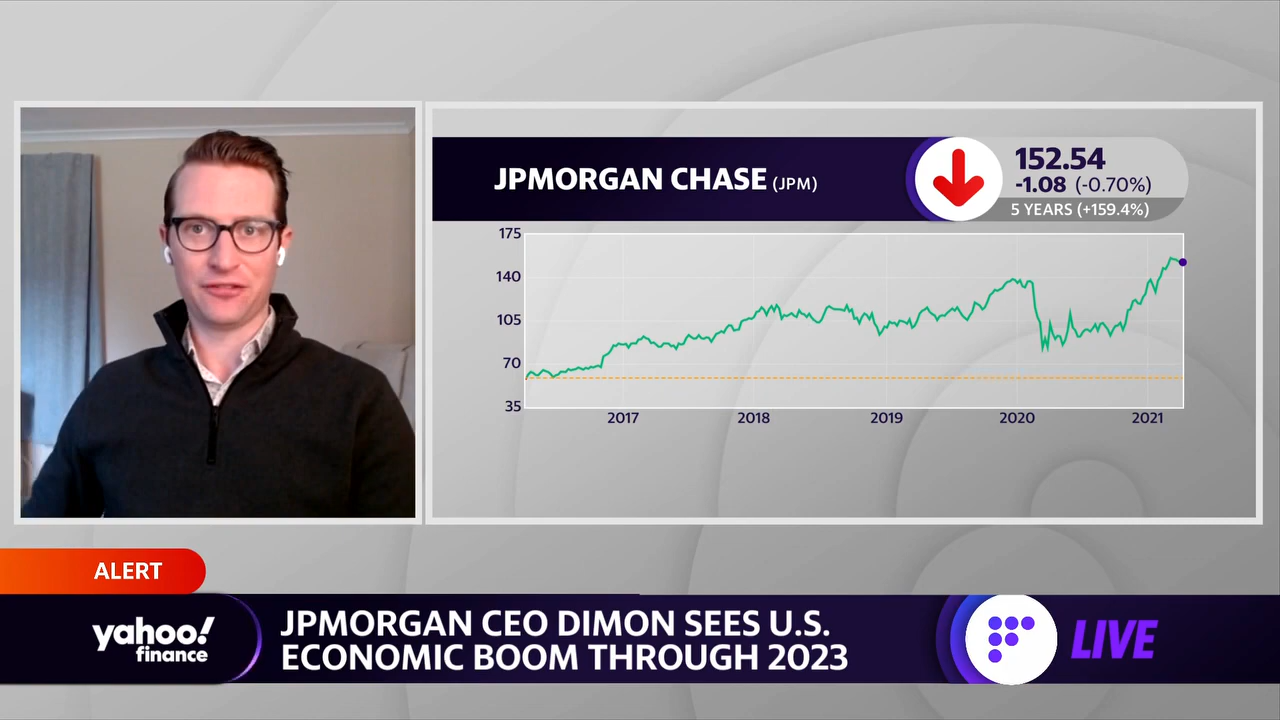 JPMORGAN CHASE (JPM)
152.54
-1.08 (-0.70%)
5 YEARS (+159.4%)
175
140
105
70
35
2017 2018 2019 2020 2021
ALERT
yahoo!
finance
JPMORGAN CEO DIMON SEES U.S.
ECONOMIC BOOM THROUGH 2023
LIVE